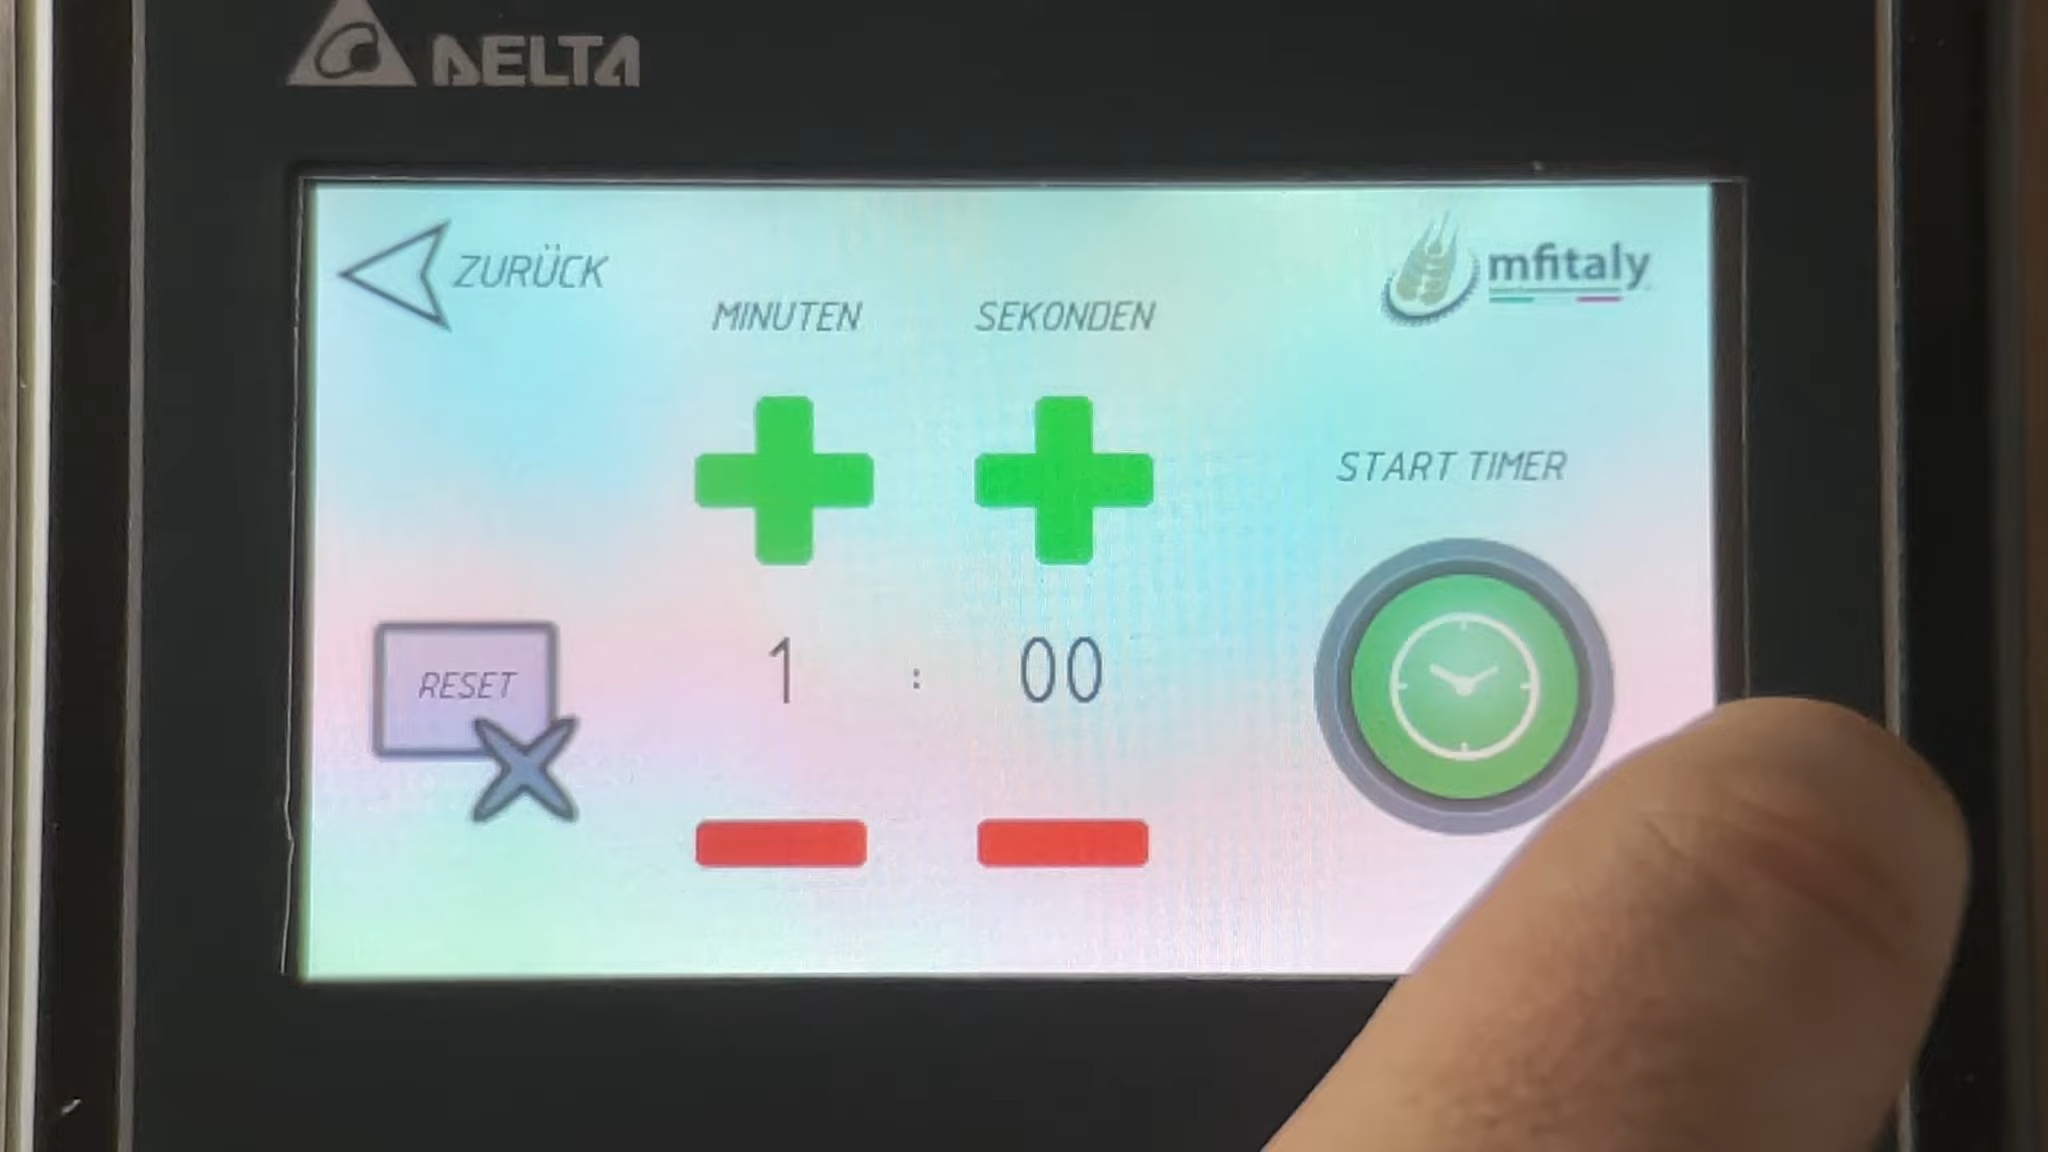 DELTA
ZURÜCK
mfitaly
MINUTEN
SEKONDEN
START TIMER
RESET
1 : 00